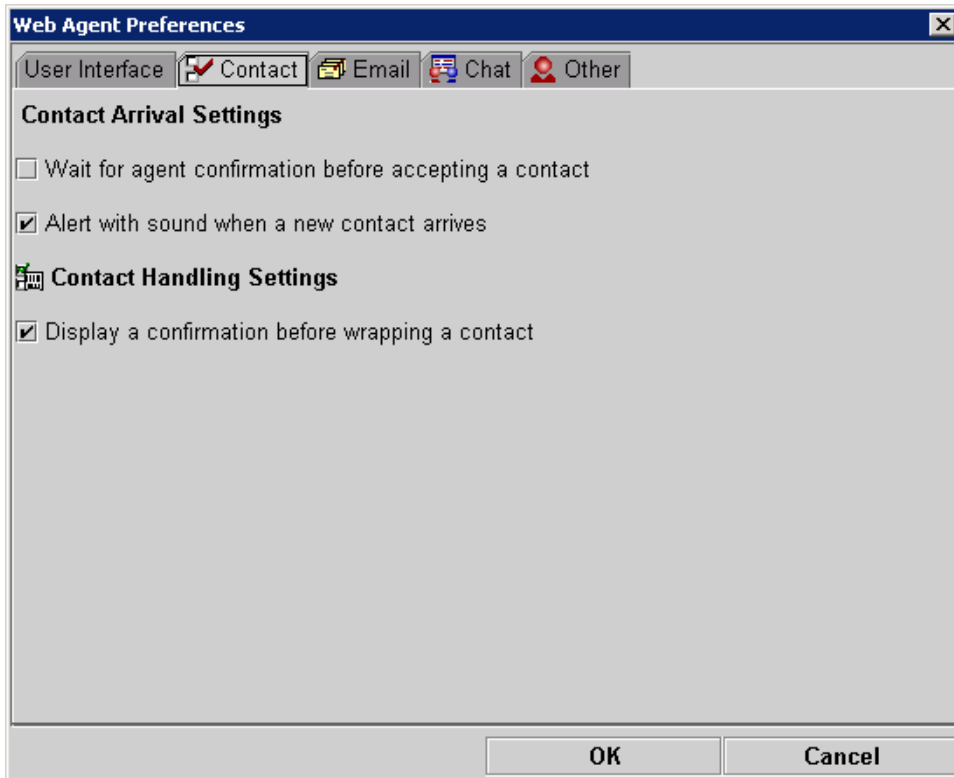 Web Agent Preferences
User Interface Contact Email Chat Other
Contact Arrival Settings
Wait for agent confirmation before accepting a contact
Alert with sound when a new contact arrives
Contact Handling Settings
Display a confirmation before wrapping a contact
OK Cancel